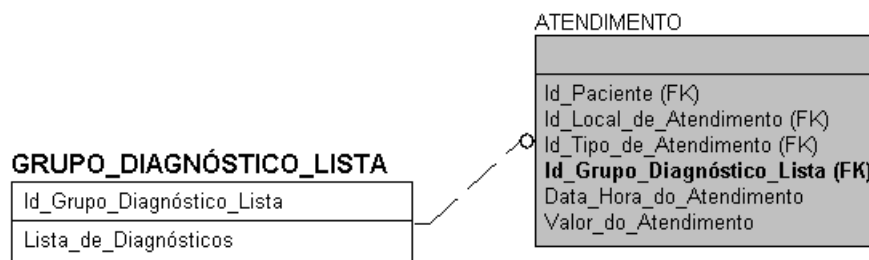 ATENDIMENTO
Id_Paciente (FK)
Id_Local_de_Atendimento (FK)
Id_Tipo_de_Atendimento (FK)
Id_Grupo_Diagnóstico_Lista (FK)
Data_Hora_do_Atendimento
Valor_do_Atendimento
GRUPO_DIAGNÓSTICO_LISTA
Id_Grupo_Diagnóstico_Lista
Lista_de_Diagnósticos